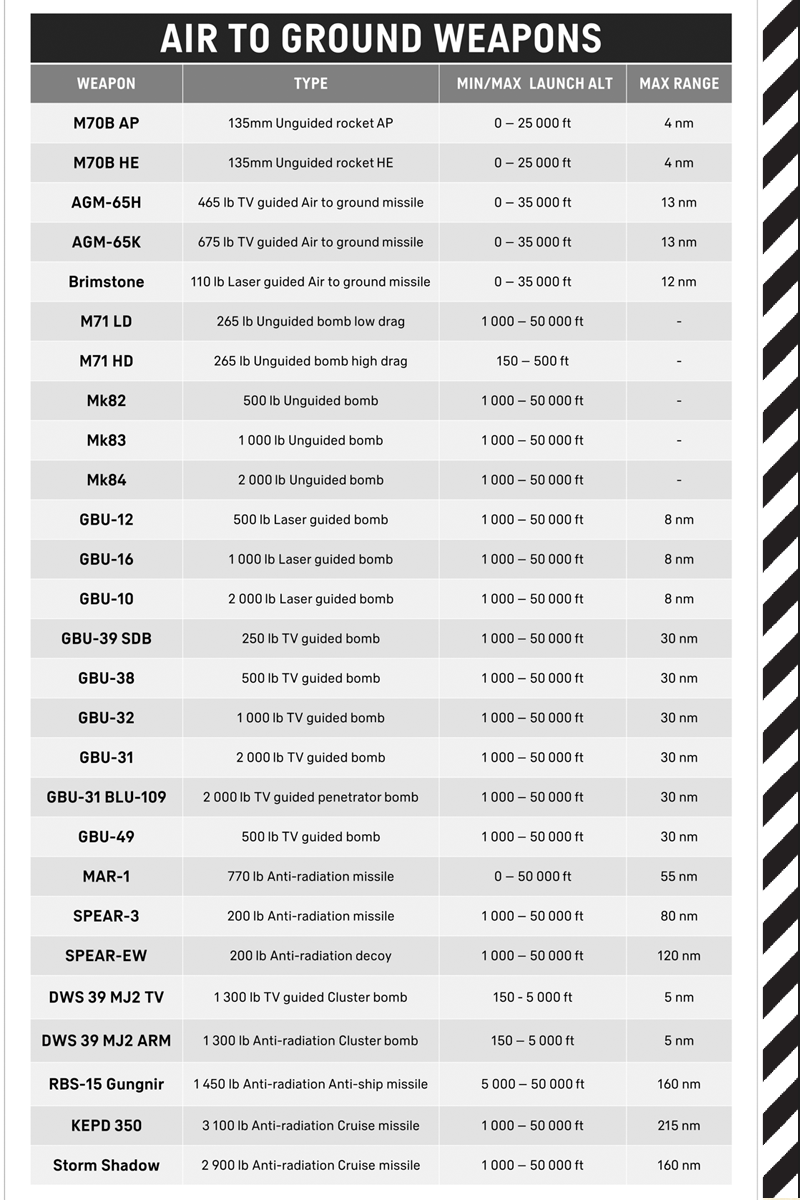 AIR TO GROUND WEAPONS
WEAPON TYPE MIN/MAX LAUNCH ALT MAX RANGE
M70B AP 135mm Unguided rocket AP 0 – 25 000 ft 4 nm
M70B HE 135mm Unguided rocket HE 0 – 25 000 ft 4 nm
AGM-65H 465 lb TV guided Air to ground missile 0 – 35 000 ft 13 nm
AGM-65K 675 lb TV guided Air to ground missile 0 – 35 000 ft 13 nm
Brimstone 110 lb Laser guided Air to ground missile 0 – 35 000 ft 12 nm
M71 LD 265 lb Unguided bomb low drag 1 000 – 50 000 ft -
M71 HD 265 lb Unguided bomb high drag 150 – 500 ft -
Mk82 500 lb Unguided bomb 1 000 – 50 000 ft -
Mk83 1 000 lb Unguided bomb 1 000 – 50 000 ft -
Mk84 2 000 lb Unguided bomb 1 000 – 50 000 ft -
GBU-12 500 lb Laser guided bomb 1 000 – 50 000 ft 8 nm
GBU-16 1 000 lb Laser guided bomb 1 000 – 50 000 ft 8 nm
GBU-10 2 000 lb Laser guided bomb 1 000 – 50 000 ft 8 nm
GBU-39 SDB 250 lb TV guided bomb 1 000 – 50 000 ft 30 nm
GBU-38 500 lb TV guided bomb 1 000 – 50 000 ft 30 nm
GBU-32 1 000 lb TV guided bomb 1 000 – 50 000 ft 30 nm
GBU-31 2 000 lb TV guided bomb 1 000 – 50 000 ft 30 nm
GBU-31 BLU-109 2 000 lb TV guided penetrator bomb 1 000 – 50 000 ft 30 nm
GBU-49 500 lb TV guided bomb 1 000 – 50 000 ft 30 nm
MAR-1 770 lb Anti-radiation missile 0 – 50 000 ft 55 nm
SPEAR-3 200 lb Anti-radiation missile 1 000 – 50 000 ft 80 nm
SPEAR-EW 200 lb Anti-radiation decoy 1 000 – 50 000 ft 120 nm
DWS 39 MJ2 TV 1 300 lb TV guided Cluster bomb 150 - 5 000 ft 5 nm
DWS 39 MJ2 ARM 1 300 lb Anti-radiation Cluster bomb 150 – 5 000 ft 5 nm
RBS-15 Gungnir 1 450 lb Anti-radiation Anti-ship missile 5 000 – 50 000 ft 160 nm
KEPD 350 3 100 lb Anti-radiation Cruise missile 1 000 – 50 000 ft 215 nm
Storm Shadow 2 900 lb Anti-radiation Cruise missile 1 000 – 50 000 ft 160 nm